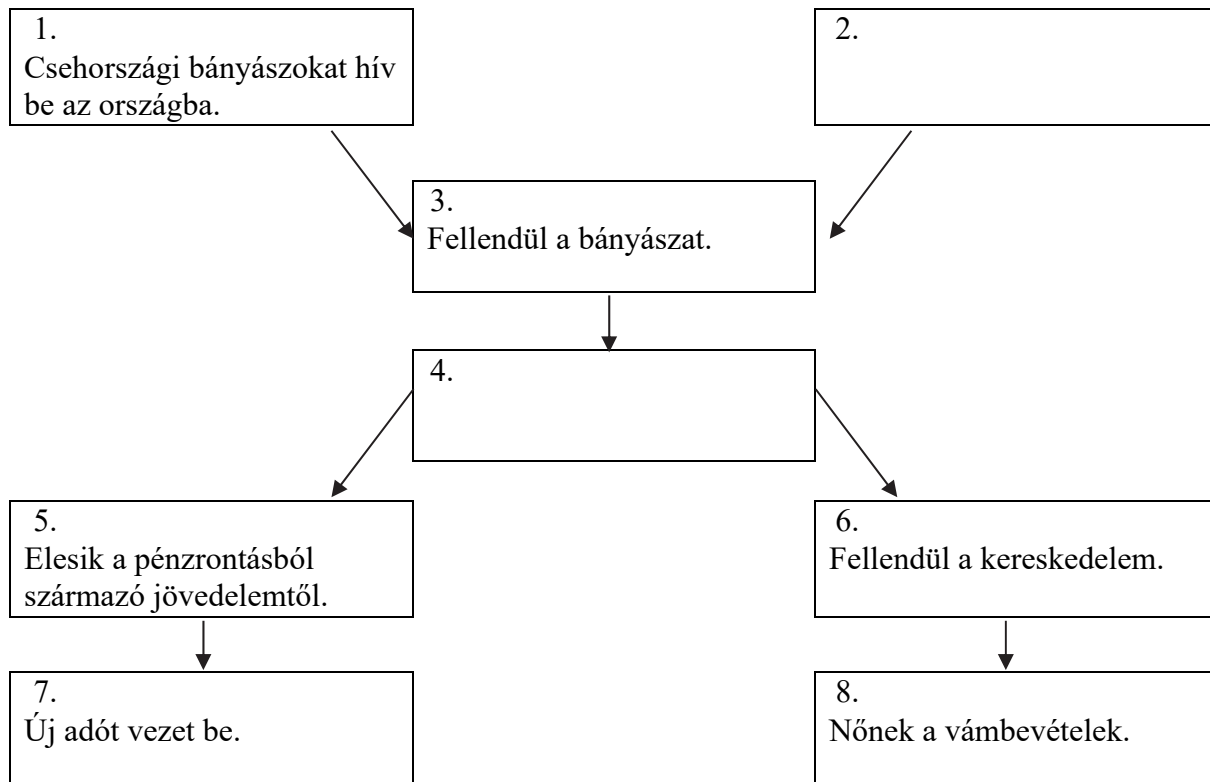 1.
Csehországi bányászokat hív
be az országba.
2.
3.
Fellendül a bányászat.
4.
5.
Elesik a pénzrontásból
származó jövedelemtől.
6.
Fellendül a kereskedelem.
7.
Új adót vezet be.
8.
Nőnek a vámbevételek.